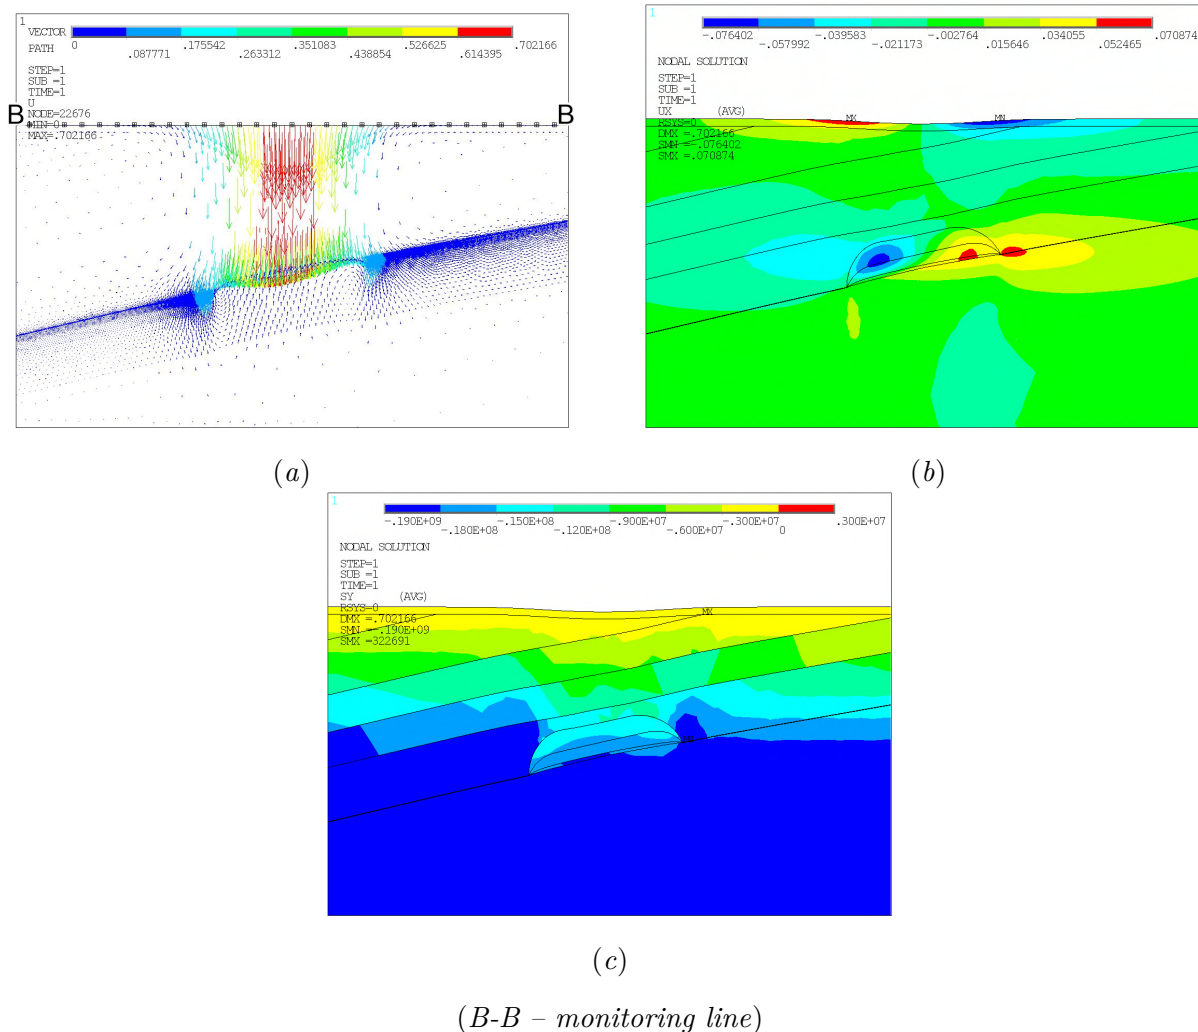 1
VECTOR
PATH
0 .175542 .351083 .526625 .702166
.087771 .263312 .438854 .614395
STEP=1
SUB =1
TIME=1
U
B B
NODE=22676
MIN=0
MAX=.702166
(a)
1
-.076402 -.039583 -.002764 .034055 .070874
-.057992 -.021173 .015646 .052465
NODAL SOLUTION
STEP=1
SUB =1
TIME=1
UX (AVG)
RSYS=0
DMX =.702166
SMN =-.076402
SMX =.070874
MX MN
(b)
1
-.190E+09 -.150E+08 -.900E+07 -.300E+07 .300E+07
-.180E+08 -.120E+08 -.600E+07 0
NODAL SOLUTION
STEP=1
SUB =1
TIME=1
SY (AVG)
RSYS=0
DMX =.702166
SMN =-.190E+09
SMX =322691
MX
(c)
(B-B – monitoring line)